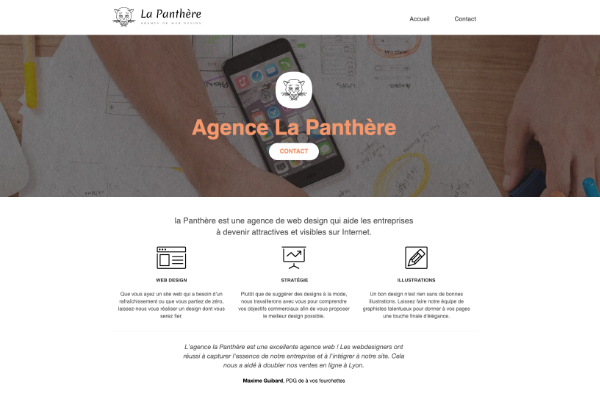 La Panthère
AGENCE DE WEB DESIGN
Accueil
Contact
Agence La Panthère
CONTACT
la Panthère est une agence de web design qui aide les entreprises
à devenir attractives et visibles sur Internet.
WEB DESIGN
Que vous ayez un site web qui a besoin d'un
rafraîchissement ou que vous partiez de zéro,
laissez-nous vous réaliser un design dont vous
serez fier.
STRATÉGIE
Plutôt que de suggérer des designs à la mode,
nous travaillerons avec vous pour comprendre
vos objectifs commerciaux afin de vous proposer
le meilleur design possible.
ILLUSTRATIONS
Un bon design n'est rien sans de bonnes
illustrations. Laissez faire notre équipe de
graphistes talentueux pour donner à vos pages
une touche finale d'élégance.
L'agence la Panthère est une excellente agence web ! Les webdesigners ont
réussi à capturer l'essence de notre entreprise et à l'intégrer à notre site. Cela
nous a aidé à doubler nos ventes en ligne à Lyon.
Maxime Guibard, PDG de à vos fourchettes